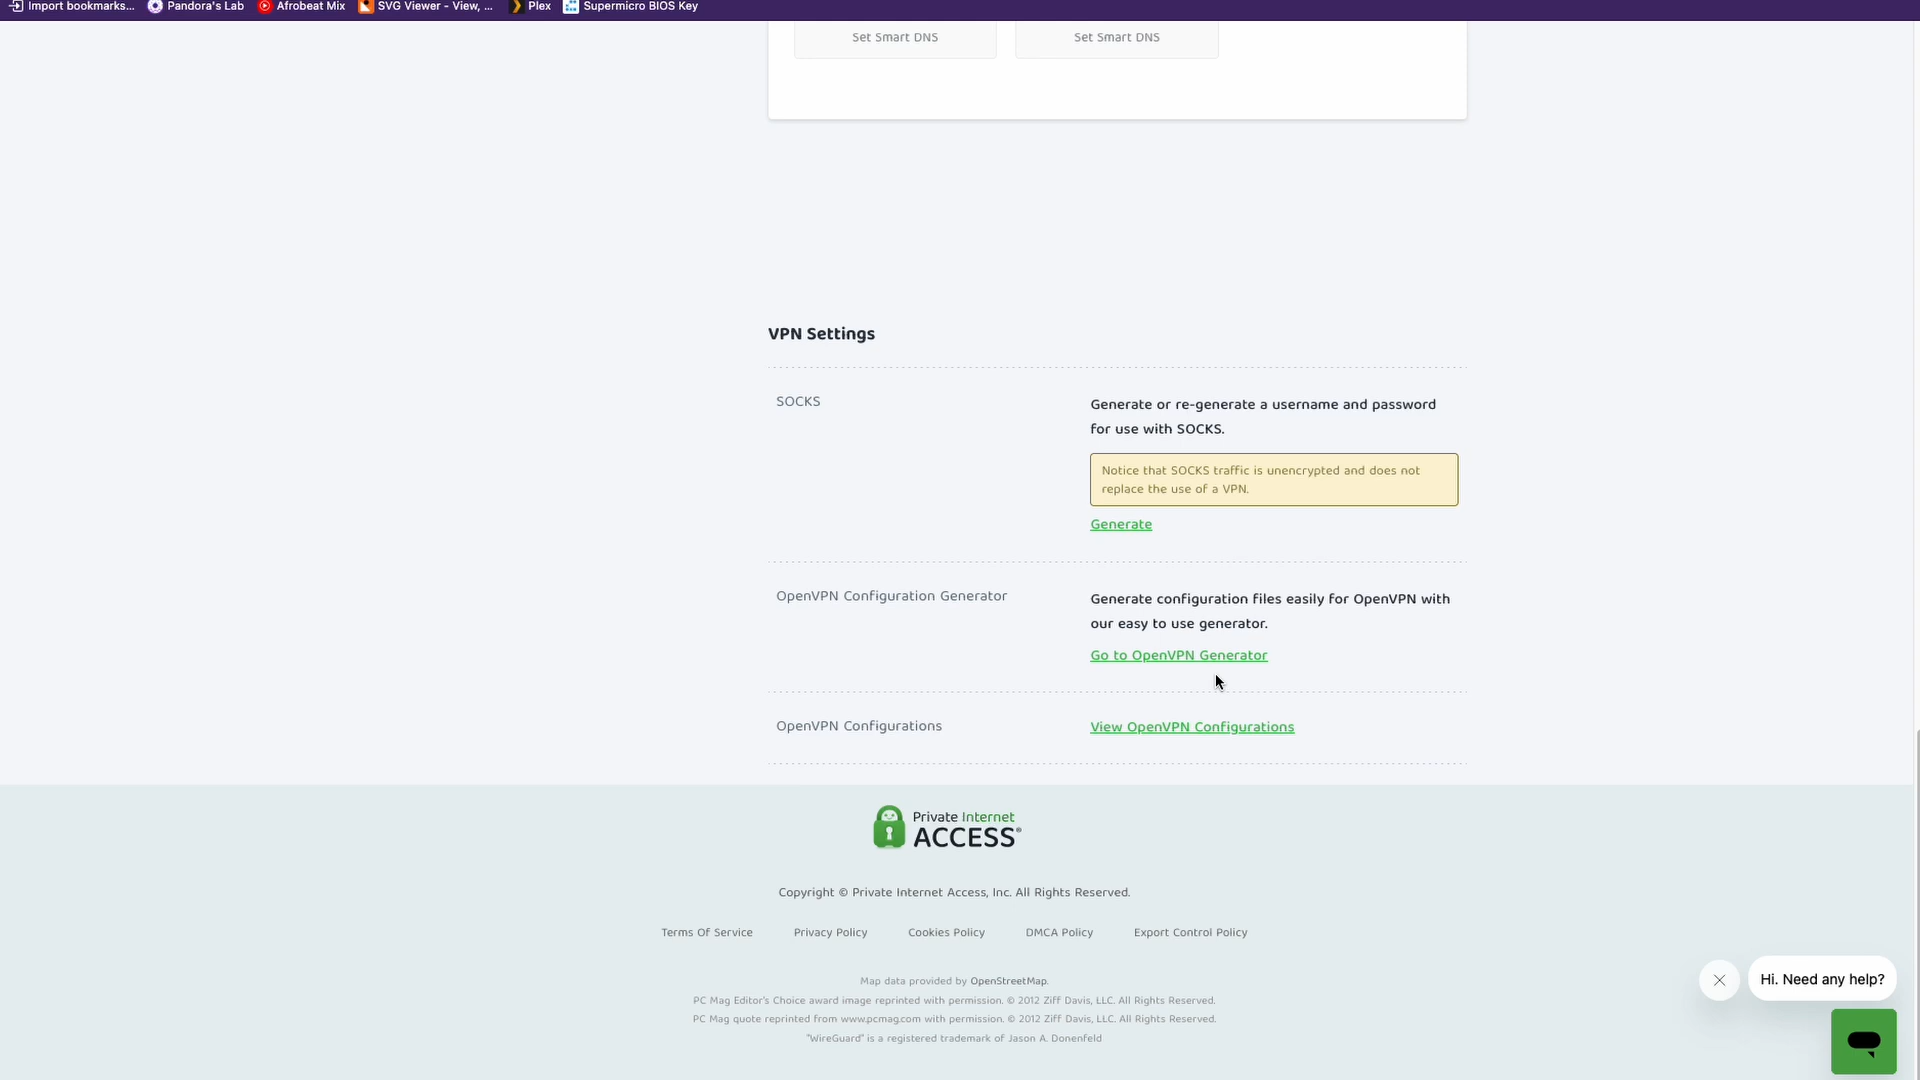 Import bookmarks...
Pandora's Lab
Afrobeat Mix
SVG Viewer - View, ...
Plex
Supermicro BIOS Key
Set Smart DNS
Set Smart DNS
VPN Settings
SOCKS
Generate or re-generate a username and password
for use with SOCKS.
Notice that SOCKS traffic is unencrypted and does not
replace the use of a VPN.
Generate
OpenVPN Configuration Generator
Generate configuration files easily for OpenVPN with
our easy to use generator.
Go to OpenVPN Generator
OpenVPN Configurations
View OpenVPN Configurations
Private Internet
ACCESS®
Copyright © Private Internet Access, Inc. All Rights Reserved.
Terms Of Service
Privacy Policy
Cookies Policy
DMCA Policy
Export Control Policy
Map data provided by OpenStreetMap.
PC Mag Editor's Choice award image reprinted with permission. © 2012 Ziff Davis, LLC. All Rights Reserved.
PC Mag quote reprinted from www.pcmag.com with permission. © 2012 Ziff Davis, LLC. All Rights Reserved.
"WireGuard" is a registered trademark of Jason A. Donenfeld
Hi. Need any help?